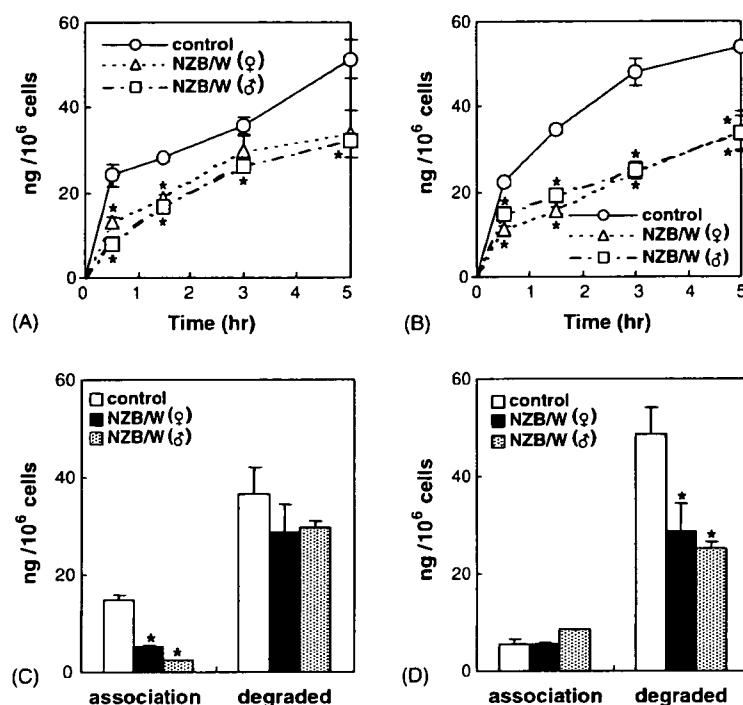 60
40
20
0
ng /10⁶ cells
control
NZB/W (♀)
NZB/W (♂)
* * * * * *
0 1 2 3 4 5
(A) Time (hr)
60
40
20
0
ng /10⁶ cells
* * * * * * * *
control
NZB/W (♀)
NZB/W (♂)
0 1 2 3 4 5
(B) Time (hr)
60
40
20
0
ng /10⁶ cells
control
NZB/W (♀)
NZB/W (♂)
* *
(C) association degraded
60
40
20
0
ng /10⁶ cells
control
NZB/W (♀)
NZB/W (♂)
* *
(D) association degraded